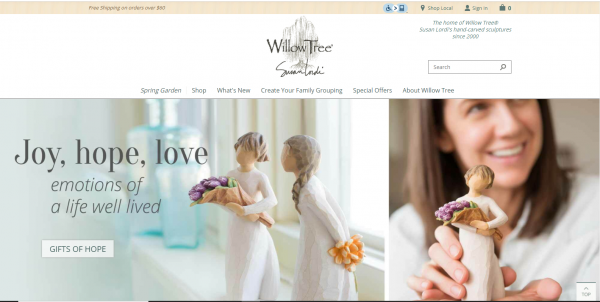 Free Shipping on orders over $60
Shop Local
Sign In
0
Willow Tree®
Susan Lordi
The home of Willow Tree®
Susan Lordi's hand-carved sculptures
since 2000
Search
Spring Garden Shop What's New Create Your Family Grouping Special Offers About Willow Tree
Joy, hope, love
emotions of
a life well lived
GIFTS OF HOPE
TOP